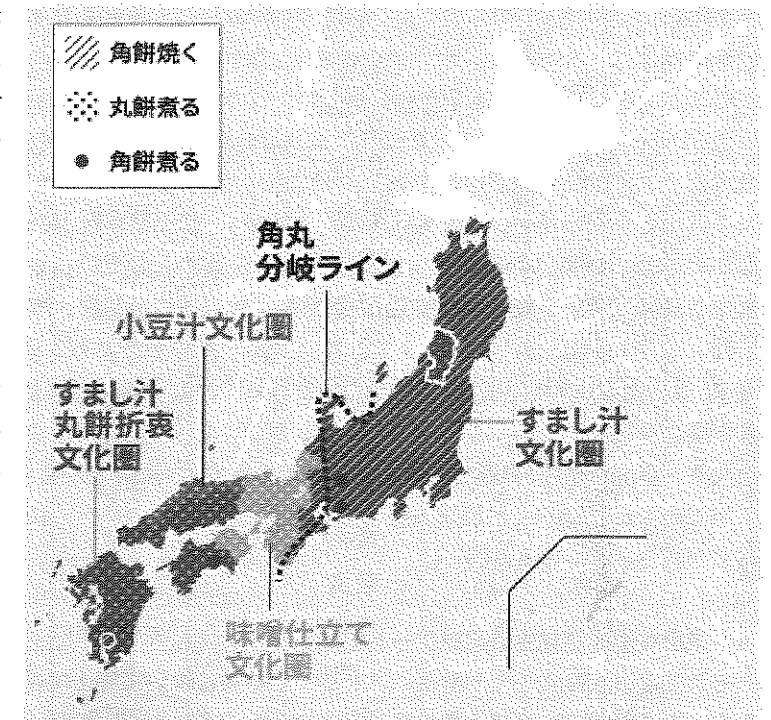 角餅焼く
丸餅煮る
角餅煮る
角丸
分岐ライン
小豆汁文化圏
すまし汁
丸餅折衷
文化圏
すまし汁
文化圏
味噌仕立て
文化圏